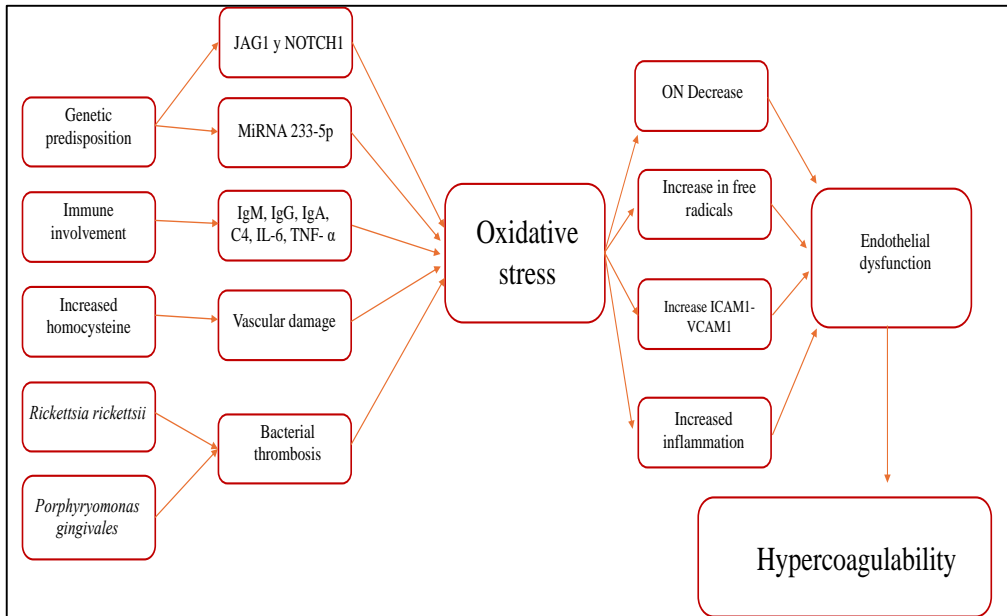 JAG1 y NOTCH1
Genetic
predisposition
MiRNA 233-5p
Immune
involvement
IgM, IgG, IgA,
C4, IL-6, TNF- α
Increased
homocysteine
Vascular damage
Rickettsia rickettsii
Bacterial
thrombosis
Porphyryomonas
gingivales
Oxidative
stress
ON Decrease
Increase in free
radicals
Increase ICAM1-
VCAM1
Increased
inflammation
Endothelial
dysfunction
Hypercoagulability